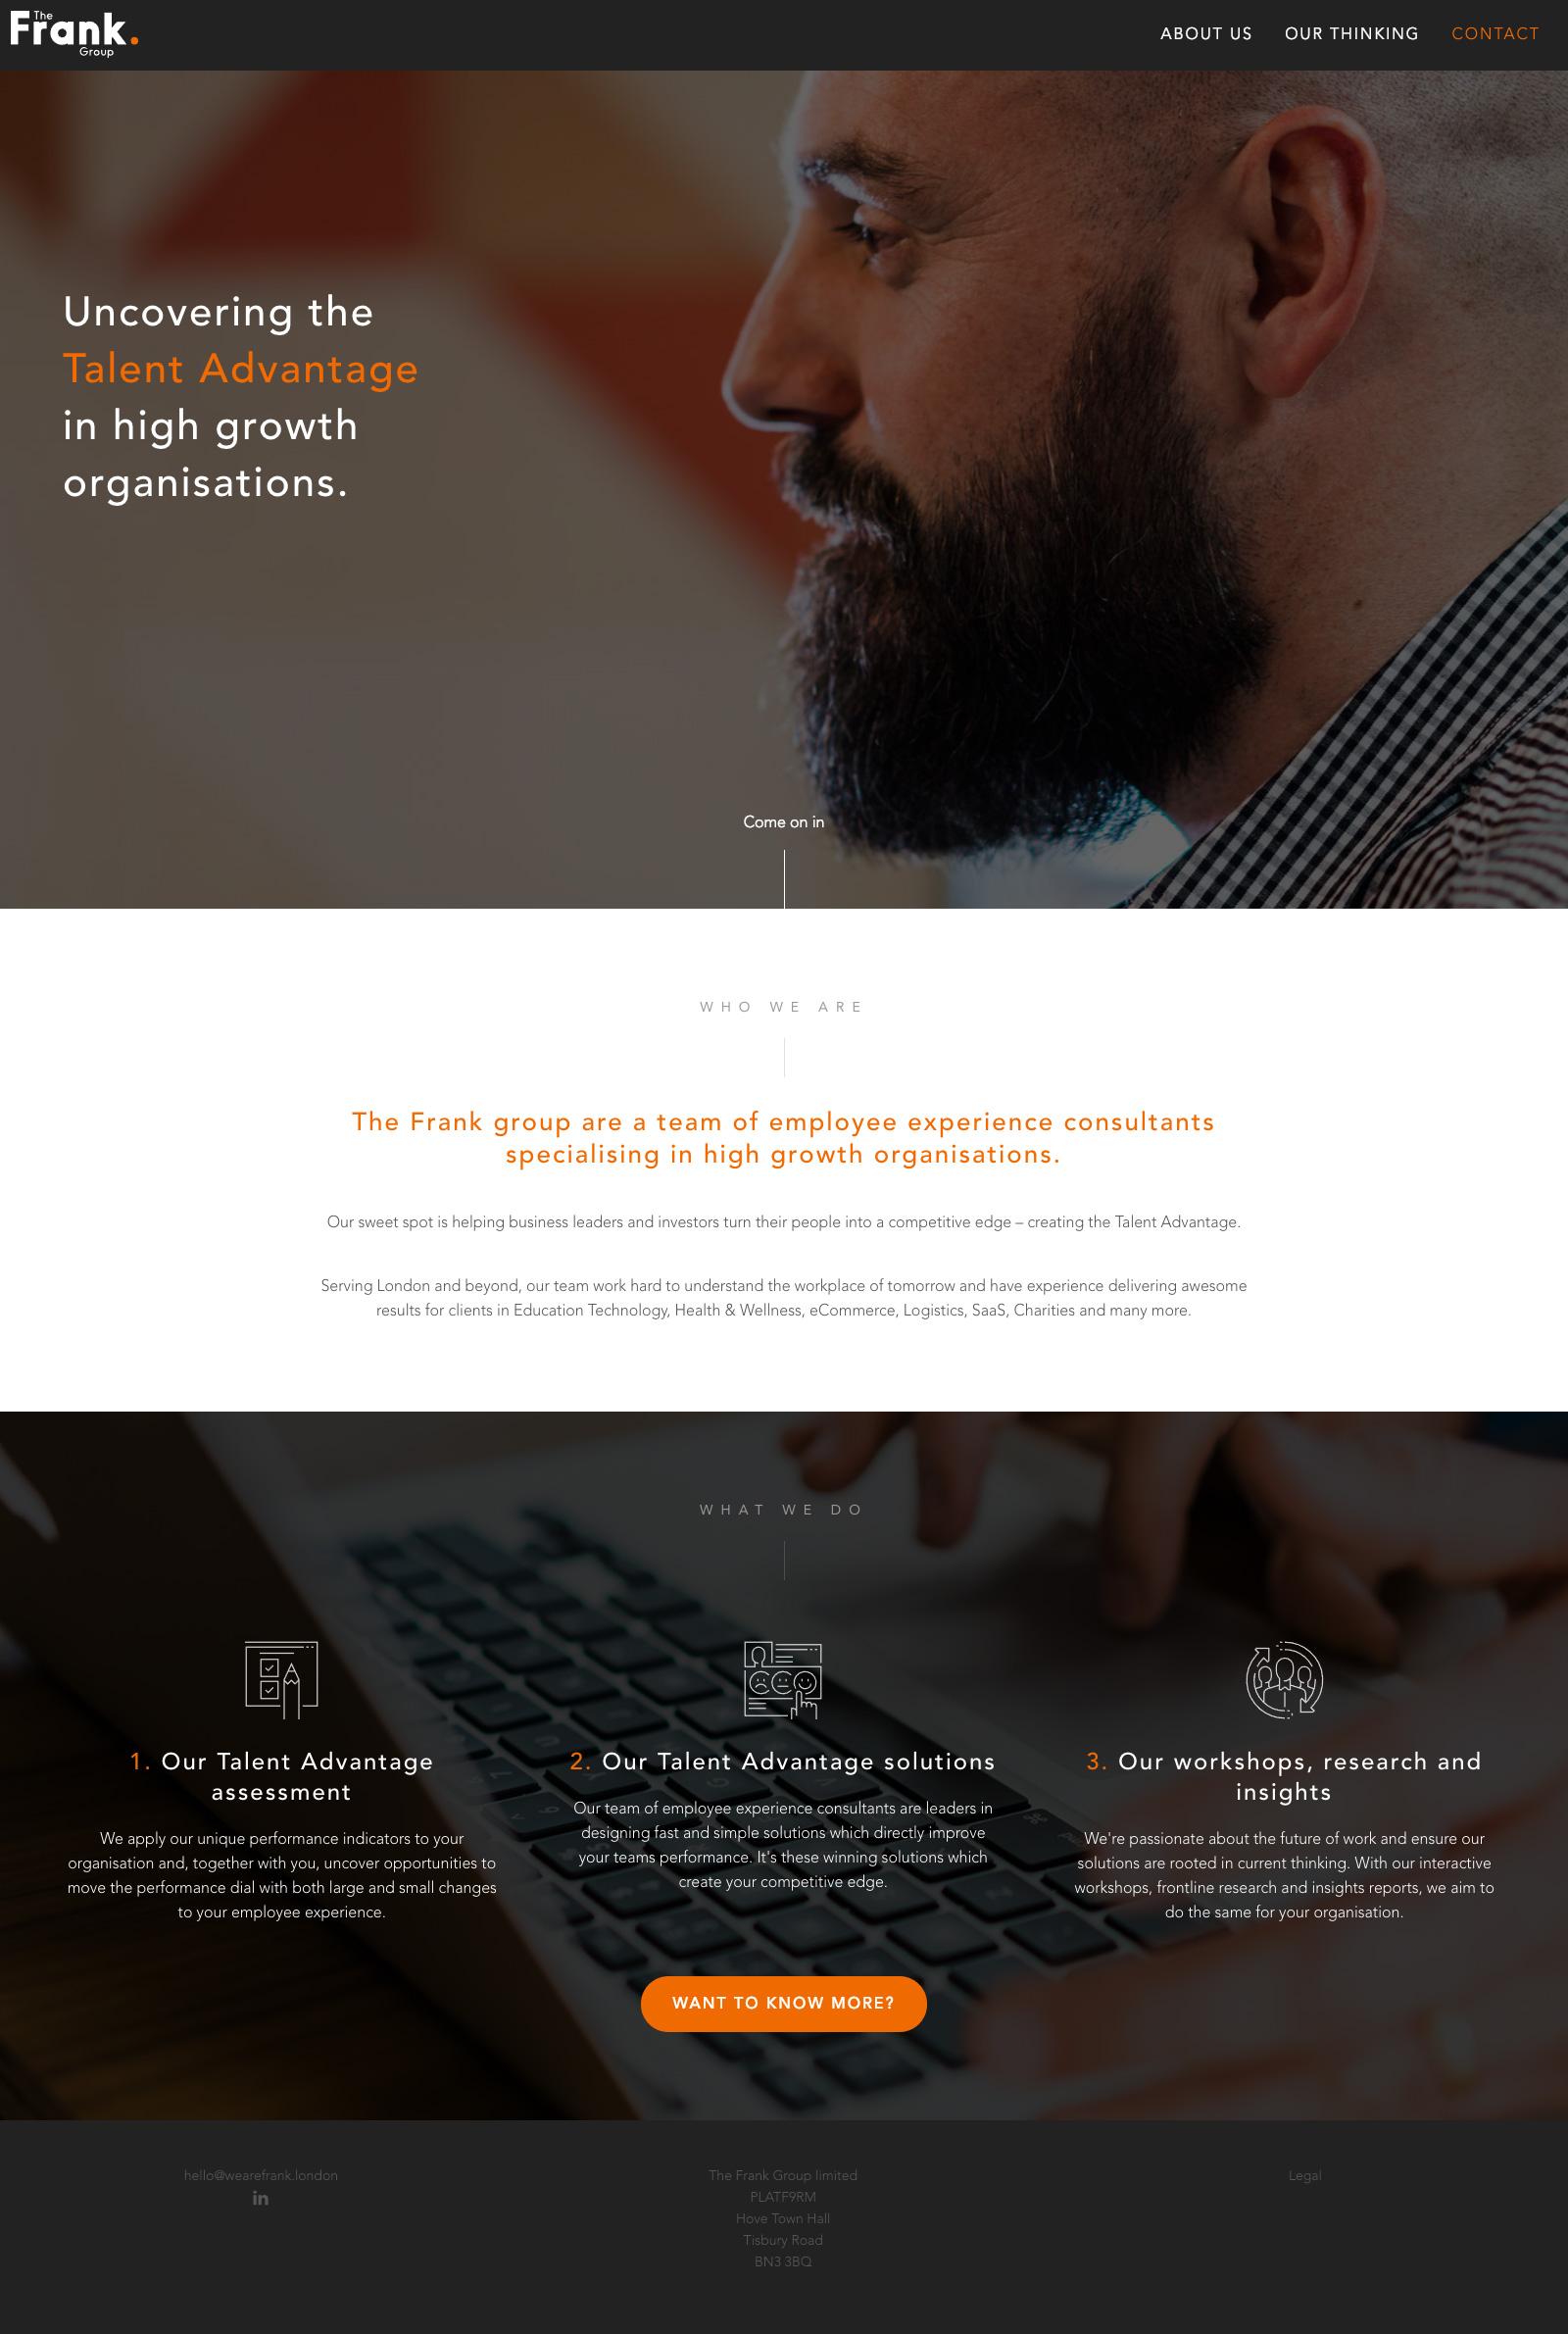 The
Frank.
Group
ABOUT US
OUR THINKING
CONTACT
Uncovering the
Talent Advantage
in high growth
organisations.
Come on in
WHO WE ARE
The Frank group are a team of employee experience consultants
specialising in high growth organisations.
Our sweet spot is helping business leaders and investors turn their people into a competitive edge – creating the Talent Advantage.
Serving London and beyond, our team work hard to understand the workplace of tomorrow and have experience delivering awesome
results for clients in Education Technology, Health & Wellness, eCommerce, Logistics, SaaS, Charities and many more.
WHAT WE DO
1. Our Talent Advantage
assessment
We apply our unique performance indicators to your
organisation and, together with you, uncover opportunities to
move the performance dial with both large and small changes
to your employee experience.
2. Our Talent Advantage solutions
Our team of employee experience consultants are leaders in
designing fast and simple solutions which directly improve
your teams performance. It's these winning solutions which
create your competitive edge.
3. Our workshops, research and
insights
We're passionate about the future of work and ensure our
solutions are rooted in current thinking. With our interactive
workshops, frontline research and insights reports, we aim to
do the same for your organisation.
WANT TO KNOW MORE?
hello@wearefrank.london
in
The Frank Group limited
PLATF9RM
Hove Town Hall
Tisbury Road
BN3 3BQ
Legal